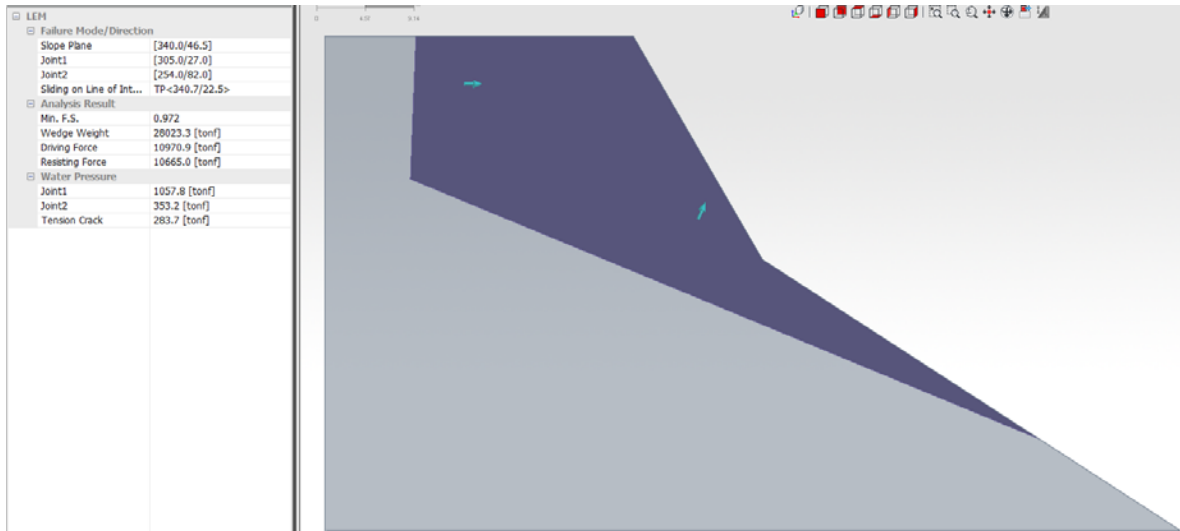 LEM
Failure Mode/Direction
Slope Plane [340.0/46.5]
Joint1 [305.0/27.0]
Joint2 [254.0/82.0]
Sliding on Line of Int... TP<340.7/22.5>
Analysis Result
Min. F.S. 0.972
Wedge Weight 28023.3 [tonf]
Driving Force 10970.9 [tonf]
Resisting Force 10665.0 [tonf]
Water Pressure
Joint1 1057.8 [tonf]
Joint2 353.2 [tonf]
Tension Crack 283.7 [tonf]
0